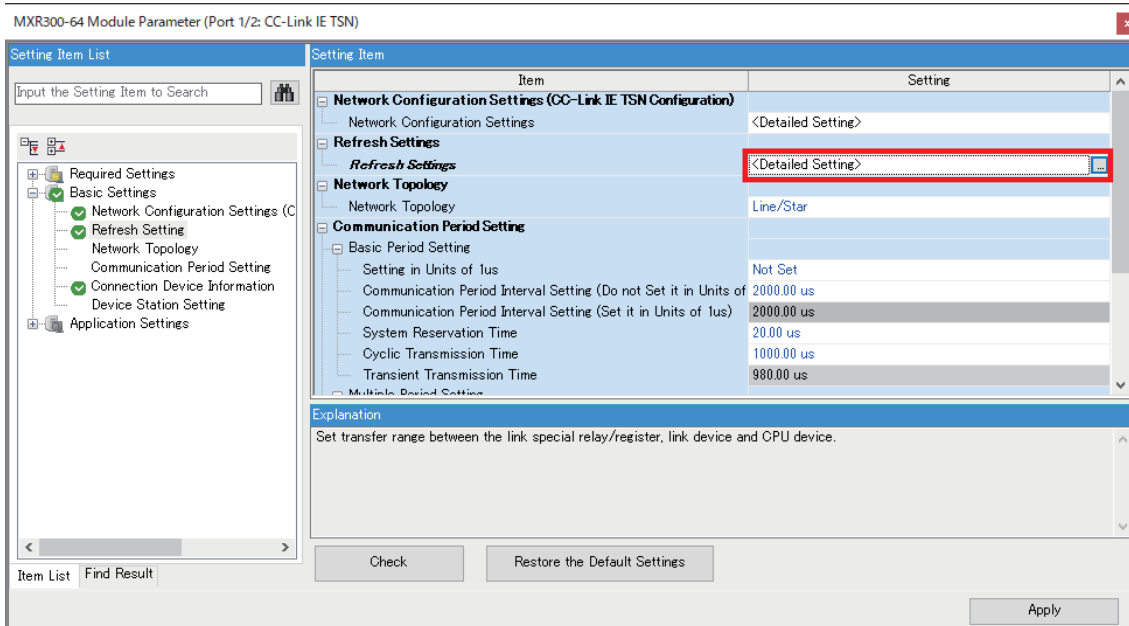 MXR300-64 Module Parameter (Port 1/2: CC-Link IE TSN)
Setting Item List
Input the Setting Item to Search
Required Settings
Basic Settings
Network Configuration Settings (C
Refresh Setting
Network Topology
Communication Period Setting
Connection Device Information
Device Station Setting
Application Settings
Item List
Find Result
Setting Item
Item Setting
Network Configuration Settings (CC-Link IE TSN Configuration)
Network Configuration Settings <Detailed Setting>
Refresh Settings
Refresh Settings <Detailed Setting> ...
Network Topology
Network Topology Line/Star
Communication Period Setting
Basic Period Setting
Setting in Units of 1us Not Set
Communication Period Interval Setting (Do not Set it in Units of 2000.00 us
Communication Period Interval Setting (Set it in Units of 1us) 2000.00 us
System Reservation Time 20.00 us
Cyclic Transmission Time 1000.00 us
Transient Transmission Time 980.00 us
Multiple Period Setting
Explanation
Set transfer range between the link special relay/register, link device and CPU device.
Check Restore the Default Settings
Apply